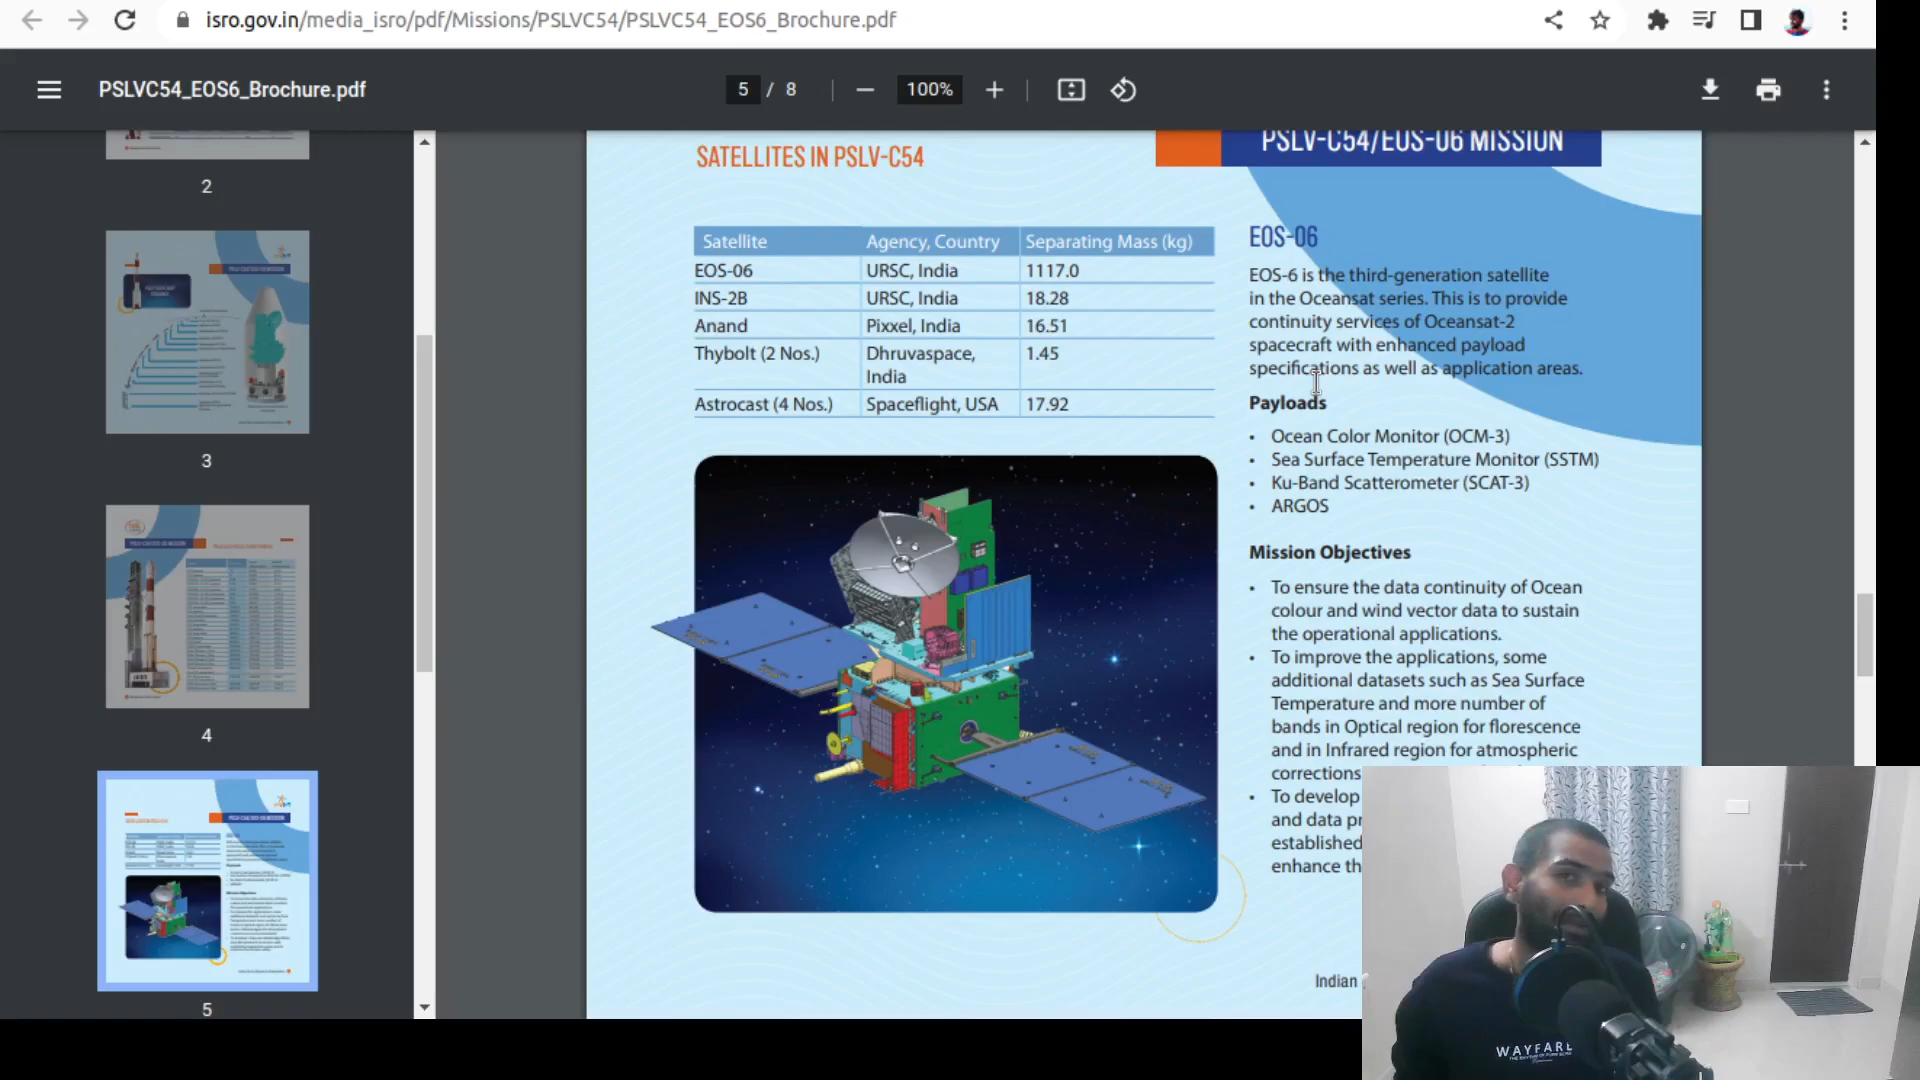 isro.gov.in/media_isro/pdf/Missions/PSLVC54/PSLVC54_EOS6_Brochure.pdf
PSLVC54_EOS6_Brochure.pdf
5 / 8
100%
2
3
4
5
SATELLITES IN PSLV-C54
PSLV-C54/EOS-06 MISSION
Satellite Agency, Country Separating Mass (kg)
EOS-06 URSC, India 1117.0
INS-2B URSC, India 18.28
Anand Pixxel, India 16.51
Thybolt (2 Nos.) Dhruvaspace, 1.45
India
Astrocast (4 Nos.) Spaceflight, USA 17.92
EOS-06
EOS-6 is the third-generation satellite
in the Oceansat series. This is to provide
continuity services of Oceansat-2
spacecraft with enhanced payload
specifications as well as application areas.
Payloads
• Ocean Color Monitor (OCM-3)
• Sea Surface Temperature Monitor (SSTM)
• Ku-Band Scatterometer (SCAT-3)
• ARGOS
Mission Objectives
• To ensure the data continuity of Ocean
colour and wind vector data to sustain
the operational applications.
• To improve the applications, some
additional datasets such as Sea Surface
Temperature and more number of
bands in Optical region for florescence
and in Infrared region for atmospheric
corrections
• To develop
and data pr
established
enhance th
Indian
WAYFARE